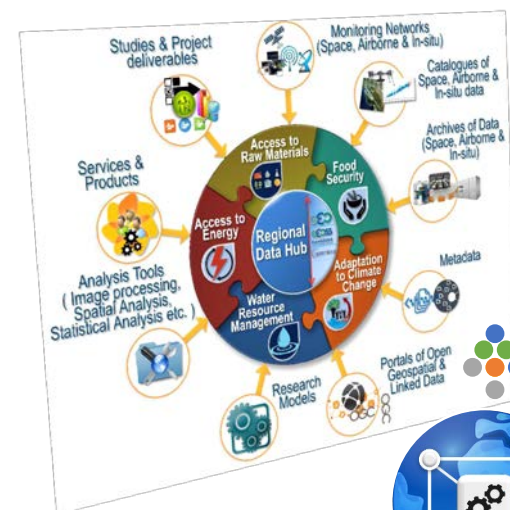 Studies & Project
deliverables
Monitoring Networks
(Space, Airborne & In-situ)
Catalogues of
Space, Airborne &
In-situ data
Archives of Data
(Space, Airborne &
In-situ)
Services &
Products
Access to
Raw Materials
Food
Security
Access to
Energy
Regional
Data Hub
Adaptation
to Climate
Change
Water
Resource
Management
Metadata
Analysis Tools
( Image processing,
Spatial Analysis,
Statistical Analysis etc. )
Research
Models
Portals of Open
Geospatial &
Linked Data